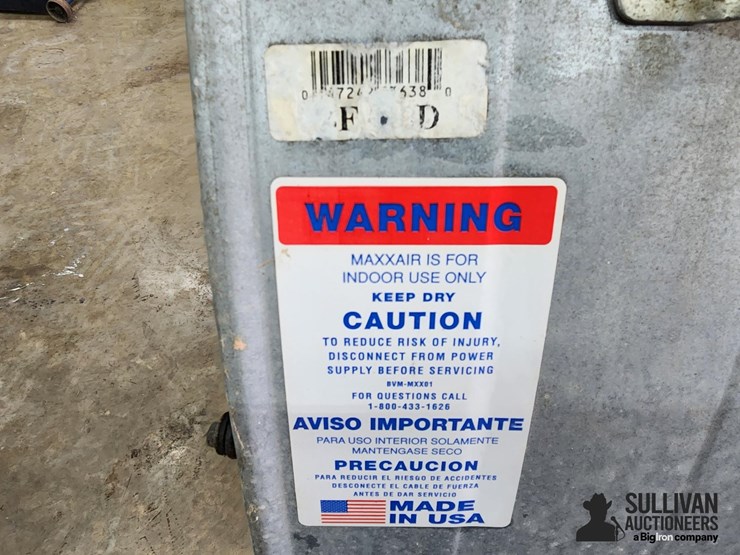 WARNING
MAXXAIR IS FOR
INDOOR USE ONLY
KEEP DRY
CAUTION
TO REDUCE RISK OF INJURY,
DISCONNECT FROM POWER
SUPPLY BEFORE SERVICING
BVM-MXX01
FOR QUESTIONS CALL
1-800-433-1626
AVISO IMPORTANTE
PARA USO INTERIOR SOLAMENTE
MANTENGASE SECO
PRECAUCION
PARA REDUCIR EL RIESGO DE ACCIDENTES
DESCONECTE EL CABLE DE FUERZA
ANTES DE DAR SERVICIO
MADE
IN USA
SULLIVAN
AUCTIONEERS
a BigIron company